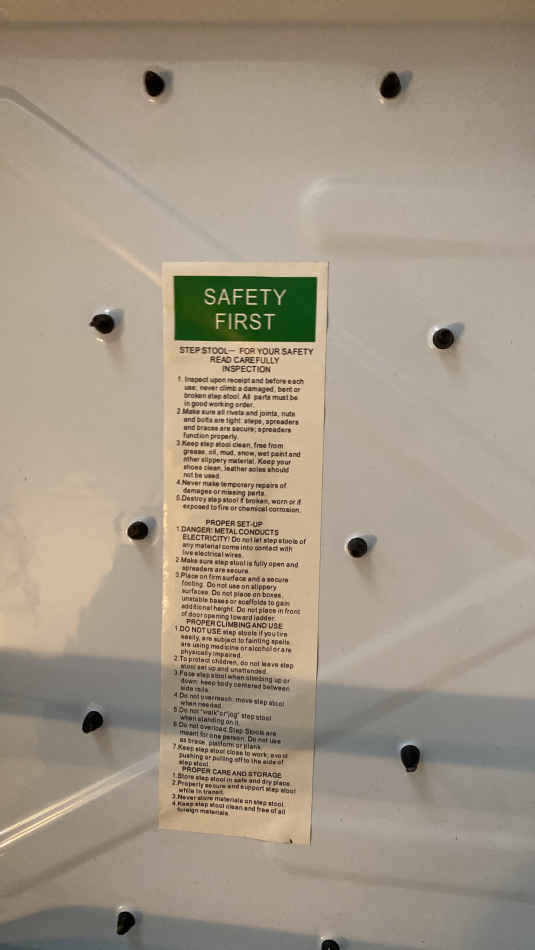 SAFETY
FIRST
STEP STOOL— FOR YOUR SAFETY
READ CAREFULLY
INSPECTION
1. Inspect upon receipt and before each
use; never climb a damaged, bent or
broken step stool. All parts must be
in good working order.
2.Make sure all rivets and joints, nuts
and bolts are tight; steps, spreaders
and braces are secure; spreaders
function properly.
3.Keep step stool clean, free from
grease, oil, mud, snow, wet paint and
other slippery material. Keep your
shoes clean, leather soles should
not be used.
4.Never make temporary repairs of
damages or missing parts.
5.Destroy step stool if broken, worn or if
exposed to fire or chemical corrosion.
PROPER SET-UP
1.DANGER: METAL CONDUCTS
ELECTRICITY! Do not let step stools of
any material come into contact with
live electrical wires.
2.Make sure step stool is fully open and
spreaders are secure.
3.Place on firm surface and a secure
footing. Do not use on slippery
surfaces. Do not place on boxes,
unstable bases or scaffolds to gain
additional height. Do not place in front
of door opening toward ladder.
PROPER CLIMBING AND USE
1.DO NOT USE step stools if you tire
easily, are subject to fainting spells
are using medicine or alcohol or are
physically impaired.
2.To protect children, do not leave step
stool set up and unattended.
3.Face step stool when climbing up or
down: keep body centered between
side rails.
4.Do not overreach: move step stool
when needed.
5.Do not "walk"or"jog" step stool
when standing on it.
6.Do not overload. Step Stools are
meant for one person. Do not use
as brace, platform or plank.
7.Keep step stool close to work; avoid
pushing or pulling off to the side of
step stool.
PROPER CARE AND STORAGE
1.Store step stool in safe and dry place.
2.Properly secure and support step stool
while in transit.
3.Never store materials on step stool.
4.Keep step stool clean and free of all
foreign materials.